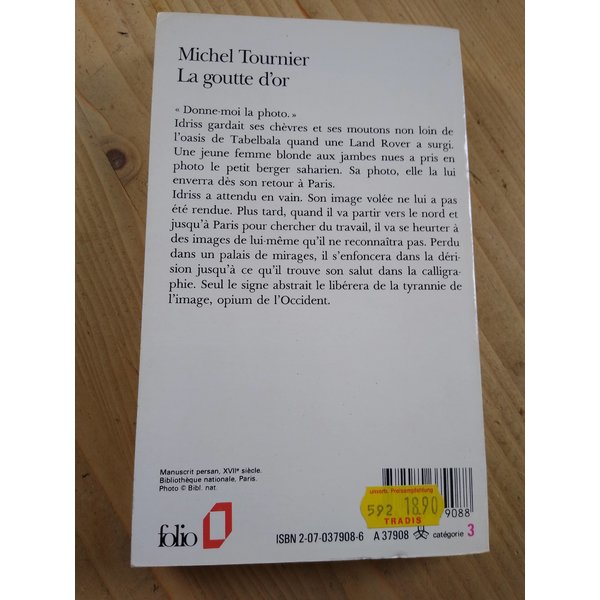 Michel Tournier
La goutte d'or
« Donne-moi la photo. »
Idriss gardait ses chèvres et ses moutons non loin de
l'oasis de Tabelbala quand une Land Rover a surgi.
Une jeune femme blonde aux jambes nues a pris en
photo le petit berger saharien. Sa photo, elle la lui
enverra dès son retour à Paris.
Idriss a attendu en vain. Son image volée ne lui a pas
été rendue. Plus tard, quand il va partir vers le nord et
jusqu'à Paris pour chercher du travail, il va se heurter à
des images de lui-même qu'il ne reconnaîtra pas. Perdu
dans un palais de mirages, il s'enfoncera dans la déri-
sion jusqu'à ce qu'il trouve son salut dans la calligra-
phie. Seul le signe abstrait le libérera de la tyrannie de
l'image, opium de l'Occident.
Manuscrit persan, XVIIe siècle.
Bibliothèque nationale, Paris.
Photo © Bibl. nat.
unverb. Preisempfehlung
592 18.90
TRADIS
9088
folio
ISBN 2-07-037908-6 A 37908 catégorie 3